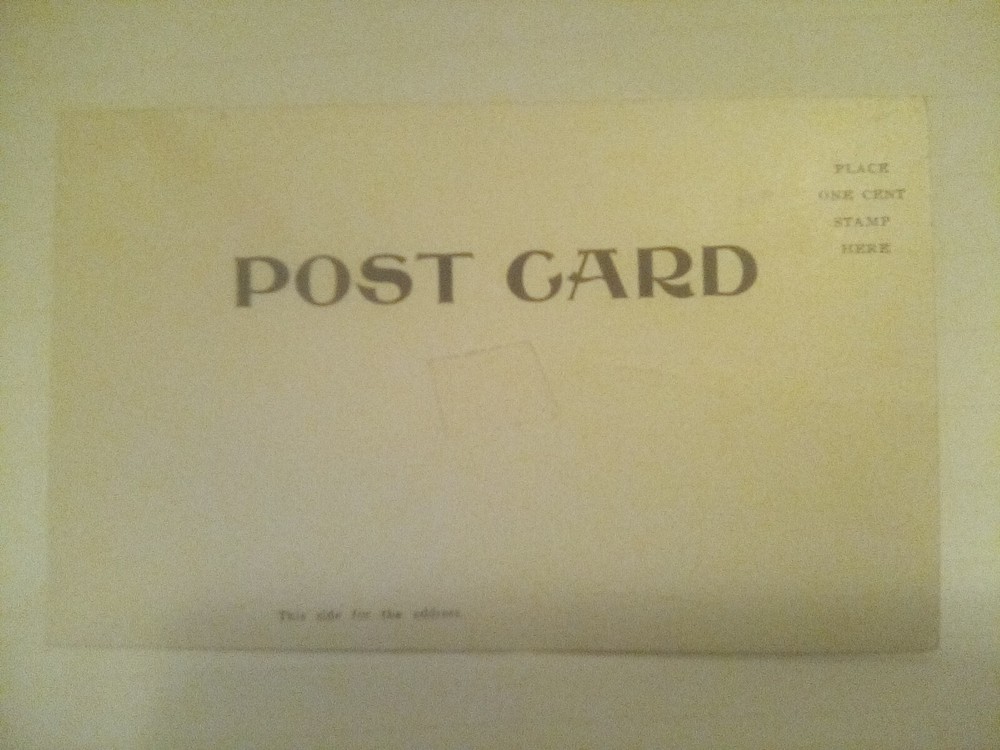 PLACE
ONE CENT
STAMP
HERE
POST CARD
This side for the address.